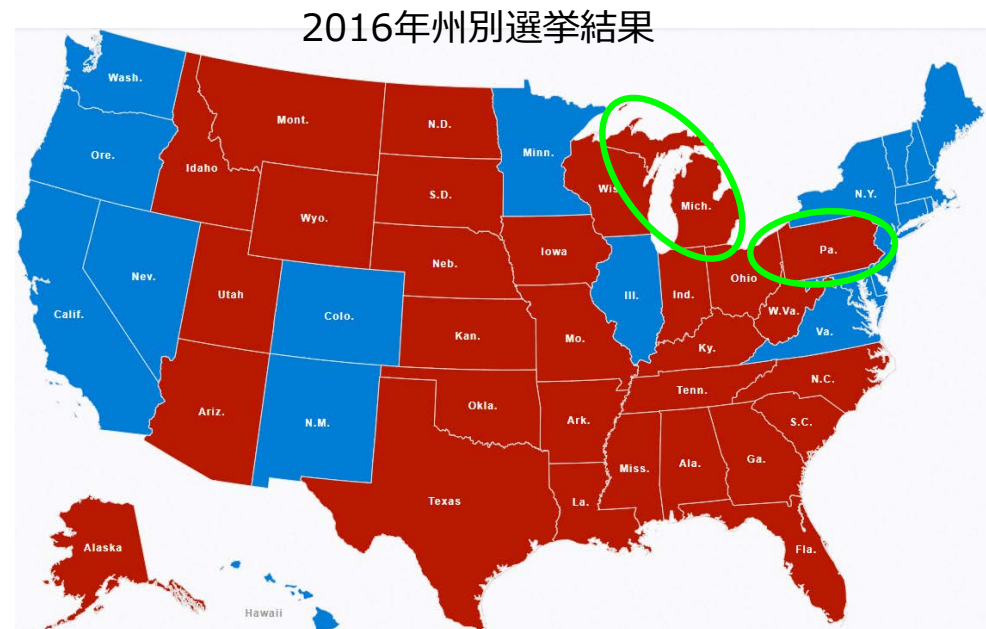 2016年州別選挙結果
Wash.
Mont.
N.D.
Minn.
Ore.
Idaho
S.D.
Wis
Mich.
N.Y.
Wyo.
Iowa
Pa.
Nev.
Neb.
Ohio
Utah
Ill.
Ind.
Calif.
Colo.
Kan.
Mo.
W.Va.
Va.
Ky.
N.C.
Tenn.
Ariz.
N.M.
Okla.
Ark.
S.C.
Miss.
Ala.
Ga.
Texas
La.
Alaska
Fla.
Hawaii